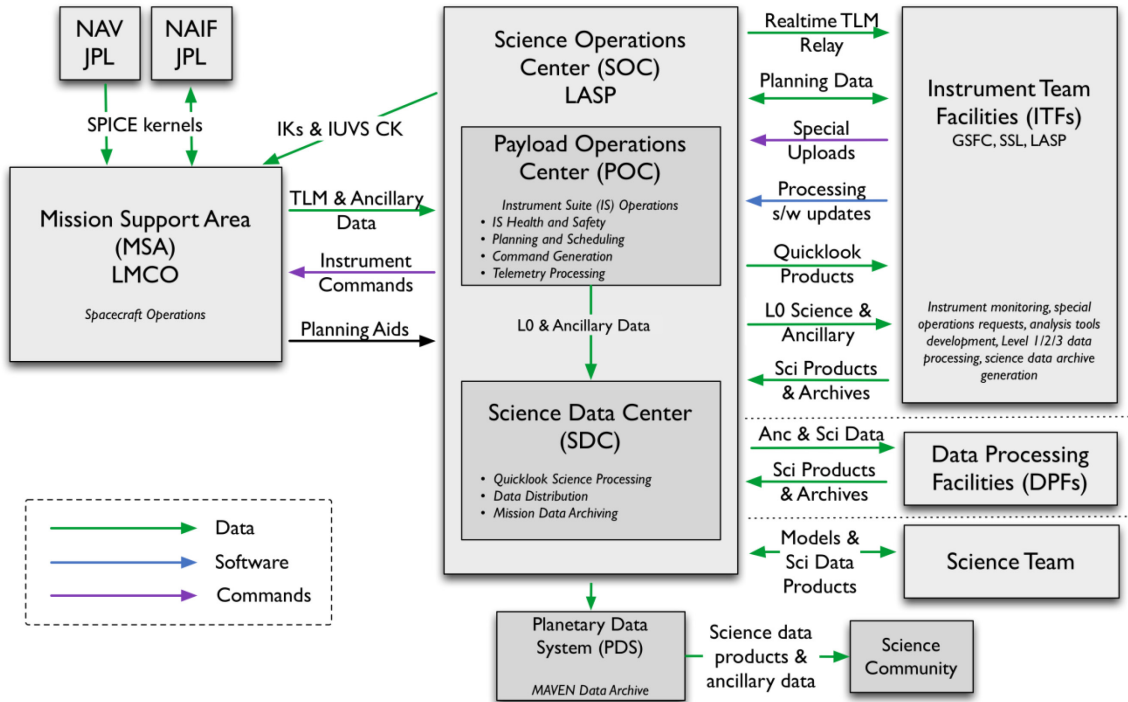 NAV
JPL
NAIF
JPL
SPICE kernels
Mission Support Area
(MSA)
LMCO
Spacecraft Operations
IKs & IUVS CK
TLM & Ancillary
Data
Instrument
Commands
Planning Aids
Science Operations
Center (SOC)
LASP
Payload Operations
Center (POC)
Instrument Suite (IS) Operations
• IS Health and Safety
• Planning and Scheduling
• Command Generation
• Telemetry Processing
L0 & Ancillary Data
Science Data Center
(SDC)
• Quicklook Science Processing
• Data Distribution
• Mission Data Archiving
Realtime TLM
Relay
Planning Data
Special
Uploads
Processing
s/w updates
Quicklook
Products
L0 Science &
Ancillary
Sci Products
& Archives
Instrument Team
Facilities (ITFs)
GSFC, SSL, LASP
Instrument monitoring, special
operations requests, analysis tools
development, Level 1/2/3 data
processing, science data archive
generation
Anc & Sci Data
Sci Products
& Archives
Data Processing
Facilities (DPFs)
Models &
Sci Data
Products
Science Team
Data
Software
Commands
Planetary Data
System (PDS)
MAVEN Data Archive
Science data
products &
ancillary data
Science
Community